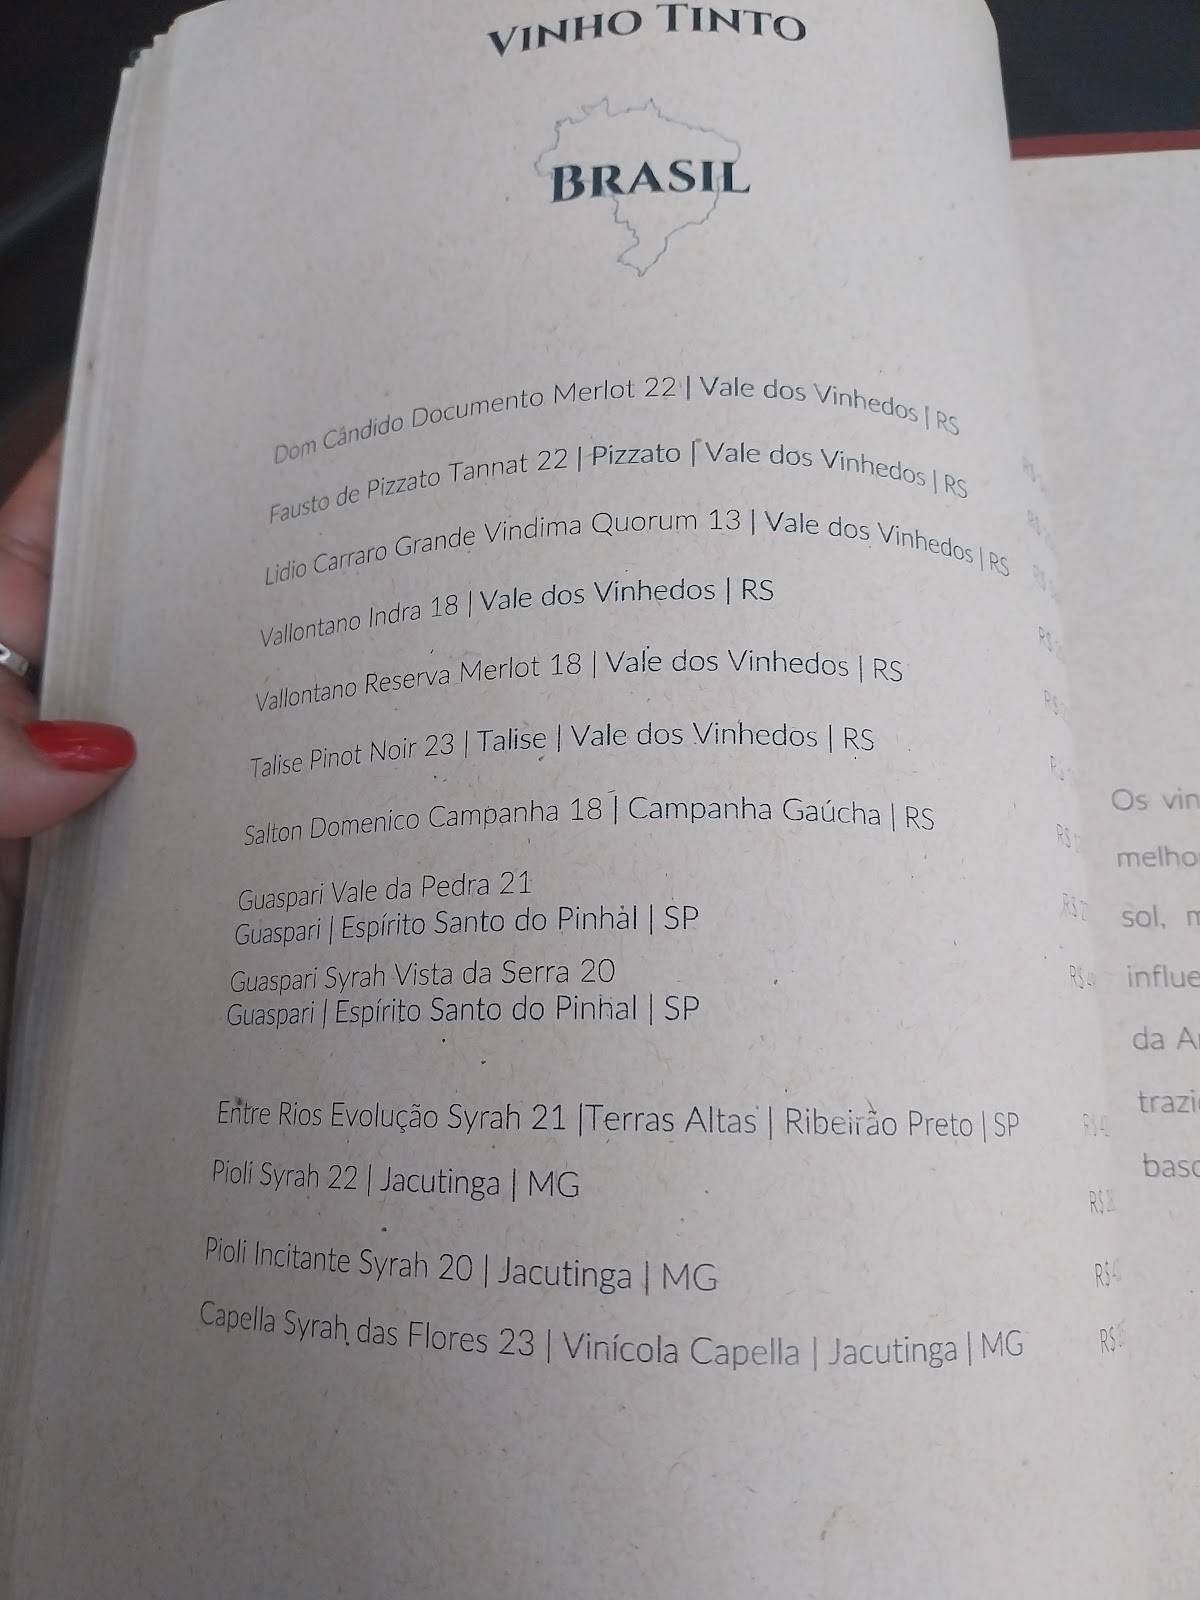 VINHO TINTO
BRASIL
Dom Cândido Documento Merlot 22 | Vale dos Vinhedos | RS
Fausto de Pizzato Tannat 22 | Pizzato | Vale dos Vinhedos | RS
Lidio Carraro Grande Vindima Quorum 13 | Vale dos Vinhedos | RS
Vallontano Indra 18 | Vale dos Vinhedos | RS
Vallontano Reserva Merlot 18 | Vale dos Vinhedos | RS
Talise Pinot Noir 23 | Talise | Vale dos Vinhedos | RS
Salton Domenico Campanha 18 | Campanha Gaúcha | RS
Guaspari Vale da Pedra 21
Guaspari | Espírito Santo do Pinhal | SP
Guaspari Syrah Vista da Serra 20
Guaspari | Espírito Santo do Pinhal | SP
Entre Rios Evolução Syrah 21 |Terras Altas | Ribeirão Preto | SP
Pioli Syrah 22 | Jacutinga | MG
Pioli Incitante Syrah 20 | Jacutinga | MG
Capella Syrah das Flores 23 | Vinícola Capella | Jacutinga | MG
R$
R$
R$
R$
R$
R$
R$
R$
R$
R$
R$
R$
R$
Os vin
melho
sol, m
influe
da A
trazi
basc